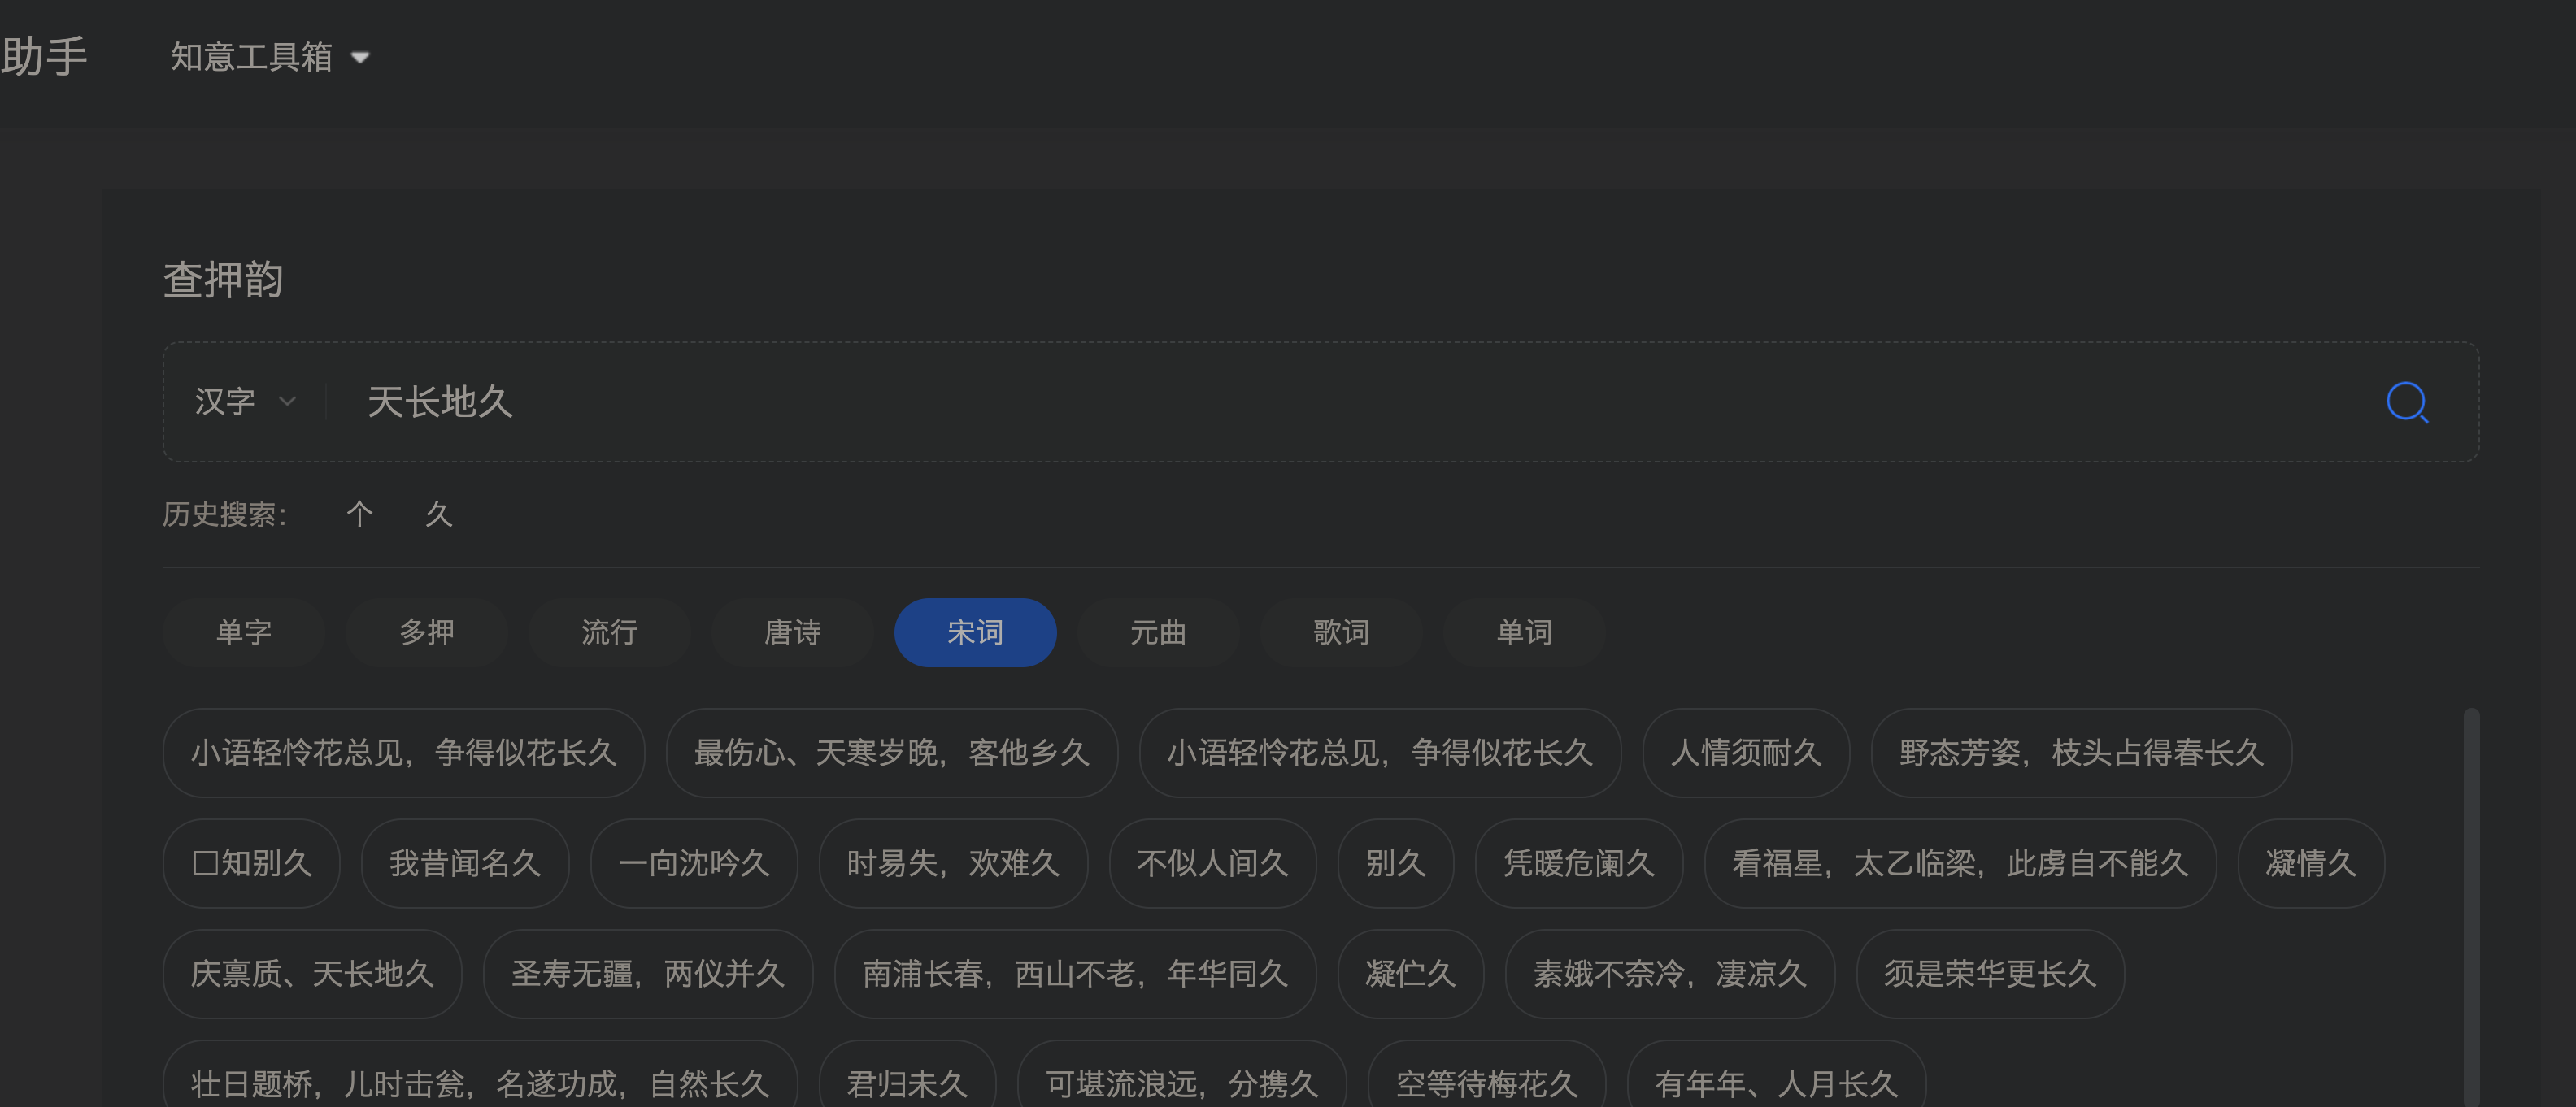 助手 知意工具箱
查押韵
汉字 天长地久
历史搜索： 个 久
单字 多押 流行 唐诗 宋词 元曲 歌词 单词
小语轻怜花总见，争得似花长久 最伤心、天寒岁晚，客他乡久 小语轻怜花总见，争得似花长久 人情须耐久 野态芳姿，枝头占得春长久
□知别久 我昔闻名久 一向沈吟久 时易失，欢难久 不似人间久 别久 凭暖危阑久 看福星，太乙临梁，此虏自不能久 凝情久
庆禀质、天长地久 圣寿无疆，两仪并久 南浦长春，西山不老，年华同久 凝伫久 素娥不奈冷，凄凉久 须是荣华更长久
壮日题桥，儿时击瓮，名遂功成，自然长久 君归未久 可堪流浪远，分携久 空等待梅花久 有年年、人月长久